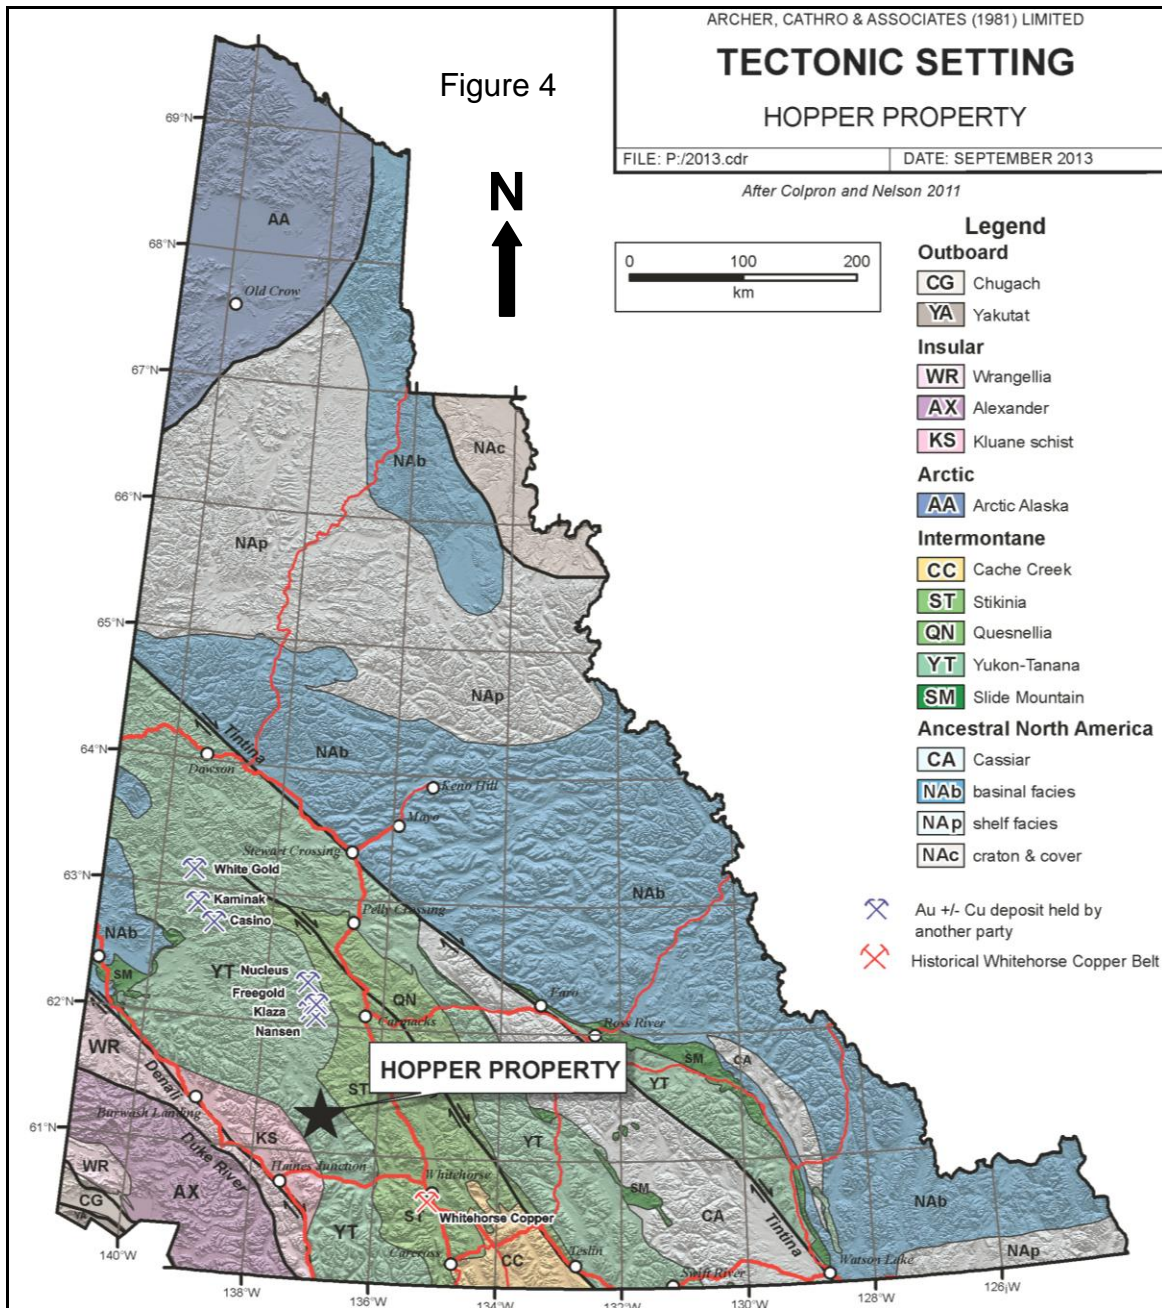 ARCHER, CATHRO & ASSOCIATES (1981) LIMITED
TECTONIC SETTING
HOPPER PROPERTY
FILE: P:/2013.cdr
DATE: SEPTEMBER 2013
After Colpron and Nelson 2011
Figure 4
N
0 100 200
km
Legend
Outboard
CG Chugach
YA Yakutat
Insular
WR Wrangellia
AX Alexander
KS Kluane schist
Arctic
AA Arctic Alaska
Intermontane
CC Cache Creek
ST Stikinia
QN Quesnellia
YT Yukon-Tanana
SM Slide Mountain
Ancestral North America
CA Cassiar
NAb basinal facies
NAp shelf facies
NAc craton & cover
Au +/- Cu deposit held by
another party
Historical Whitehorse Copper Belt
69°N
AA
68°N
Old Crow
67°N
NAc
NAb
66°N
NAp
65°N
NAp
Tintina
64°N
NAb
Dawson
Keno Hill
Mayo
Stewart Crossing
63°N
White Gold
NAb
Kaminak
Casino
Pelly Crossing
NAb
YT
SM
Nucleus
Freegold
Klaza
Nansen
QN
Faro
62°N
Carmacks
Ross River
WR
SM
CA
HOPPER PROPERTY
YT
Denali
ST
Burwash Landing
61°N
KS
Duke River
YT
Haines Junction
Whitehorse
WR
AX
CG
YA
SM
CA
Tintina
NAb
ST
Whitehorse Copper
YT
CC
Carcross
Teslin
Swift River
Watson Lake
NAp
140°W
138°W
136°W
134°W
132°W
130°W
128°W
126°W